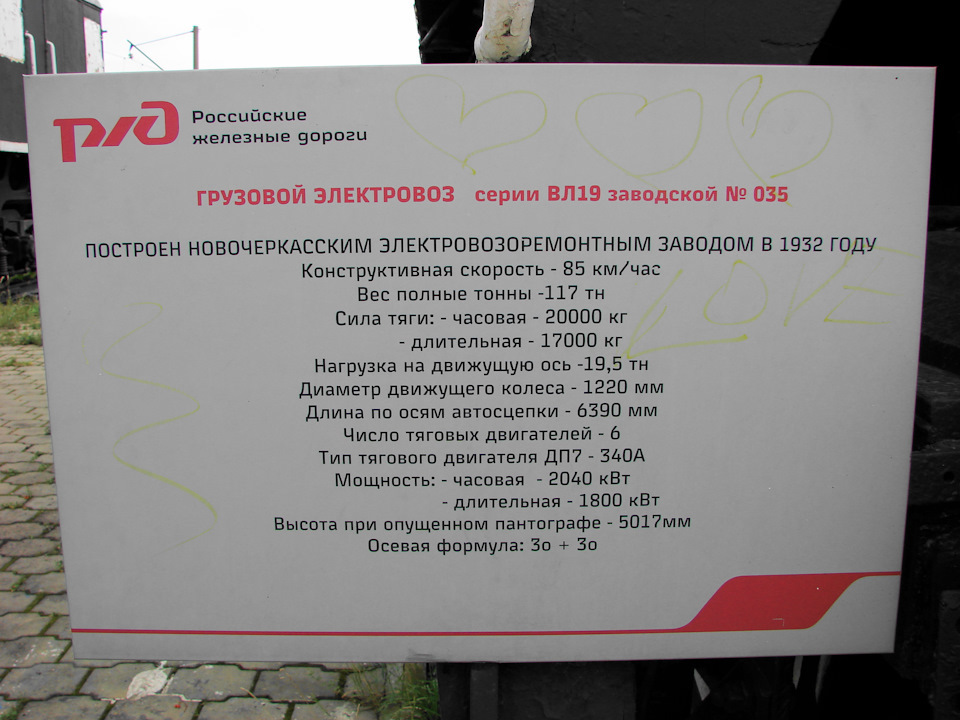 РЖД Российские
железные дороги
ГРУЗОВОЙ ЭЛЕКТРОВОЗ серии ВЛ19 заводской № 035
ПОСТРОЕН НОВОЧЕРКАССКИМ ЭЛЕКТРОВОЗОРЕМОНТНЫМ ЗАВОДОМ В 1932 ГОДУ
Конструктивная скорость - 85 км/час
Вес полные тонны -117 тн
Сила тяги: - часовая - 20000 кг
- длительная - 17000 кг
LOVE
Нагрузка на движущую ось -19,5 тн
Диаметр движущего колеса - 1220 мм
Длина по осям автосцепки - 6390 мм
Число тяговых двигателей - 6
Тип тягового двигателя ДП7 - 340А
Мощность: - часовая - 2040 кВт
- длительная - 1800 кВт
Высота при опущенном пантографе - 5017мм
Осевая формула: 3о + 3о